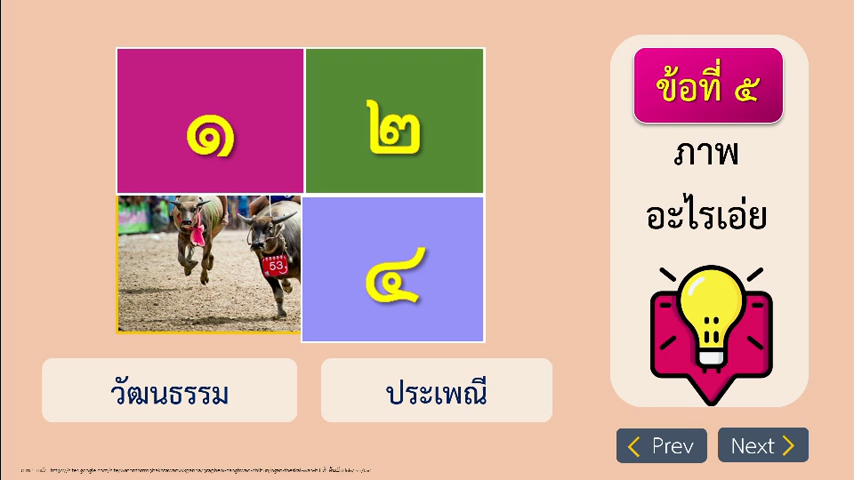 ๑
๒
53
๔
ข้อที่ ๕
ภาพ
อะไรเอ่ย
วัฒนธรรม
ประเพณี
Prev
Next